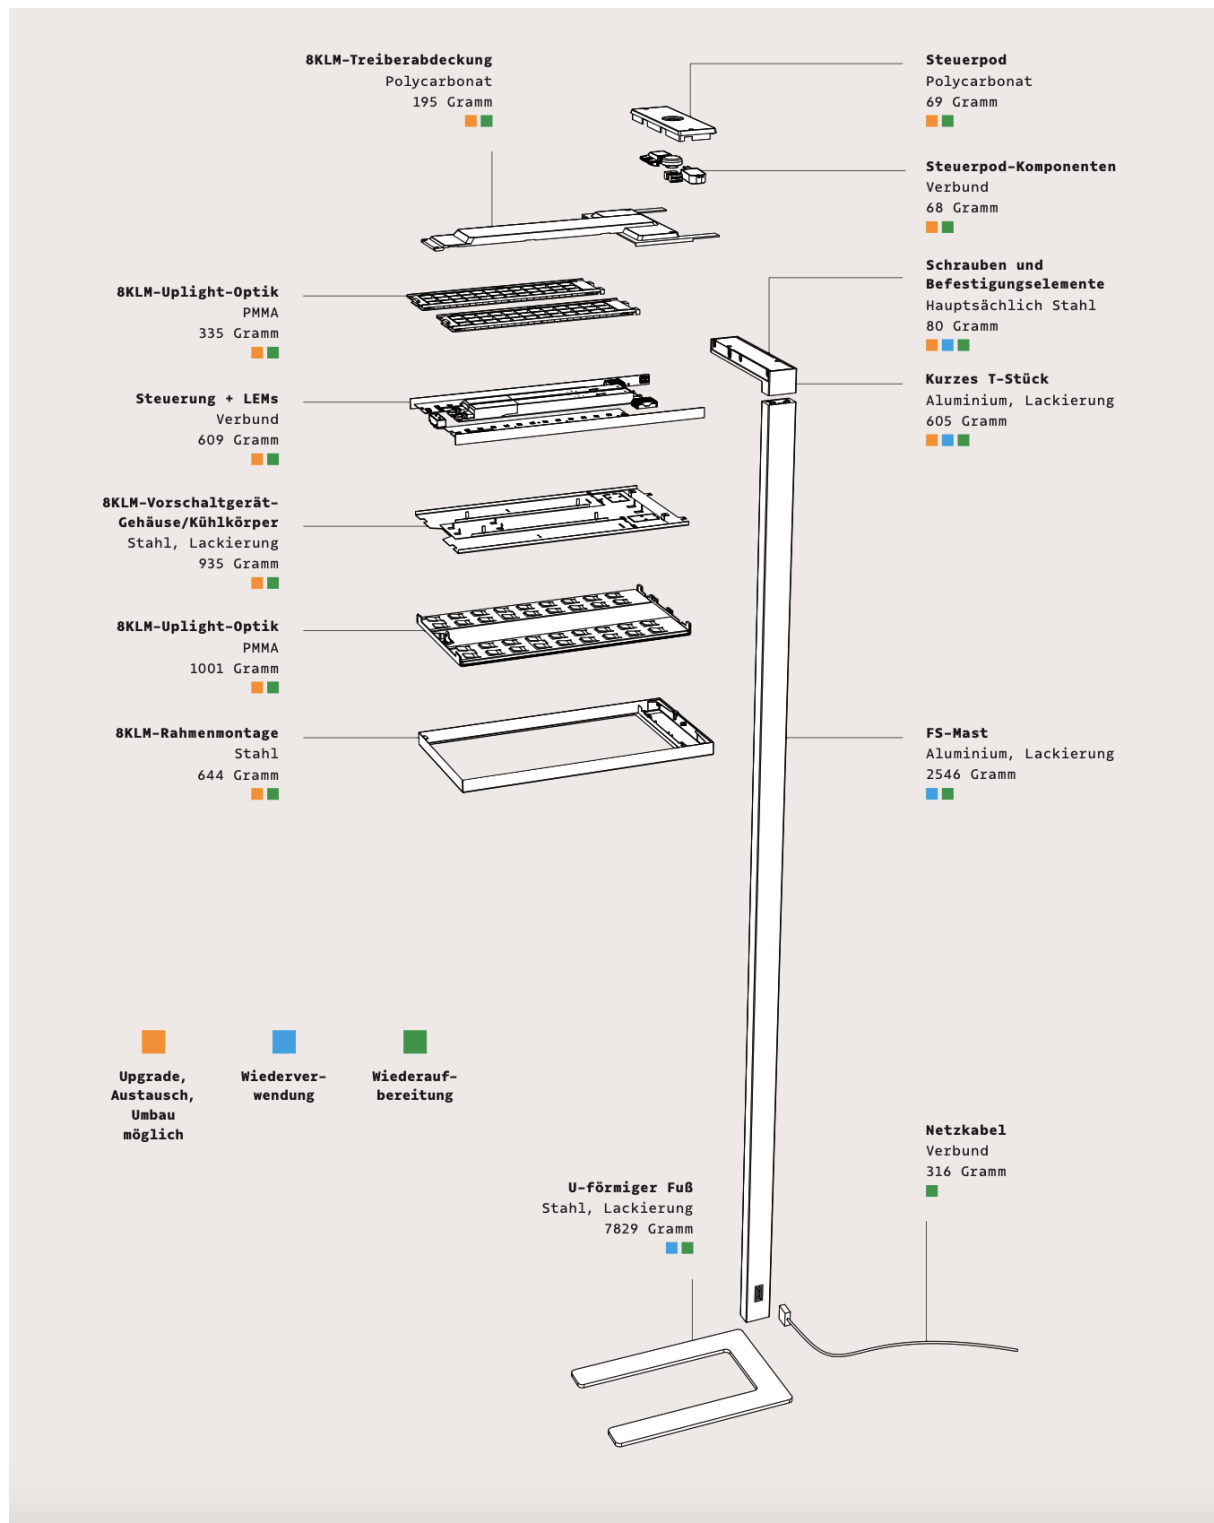 8KLM-Treiberabdeckung
Polycarbonat
195 Gramm
Steuerpod
Polycarbonat
69 Gramm
Steuerpod-Komponenten
Verbund
68 Gramm
8KLM-Uplight-Optik
PMMA
335 Gramm
Schrauben und
Befestigungselemente
Hauptsächlich Stahl
80 Gramm
Steuerung + LEMs
Verbund
609 Gramm
Kurzes T-Stück
Aluminium, Lackierung
605 Gramm
8KLM-Vorschaltgerät-
Gehäuse/Kühlkörper
Stahl, Lackierung
935 Gramm
8KLM-Uplight-Optik
PMMA
1001 Gramm
8KLM-Rahmenmontage
Stahl
644 Gramm
FS-Mast
Aluminium, Lackierung
2546 Gramm
Upgrade,
Austausch,
Umbau
möglich
Wiederver-
wendung
Wiederauf-
bereitung
Netzkabel
Verbund
316 Gramm
U-förmiger Fuß
Stahl, Lackierung
7829 Gramm